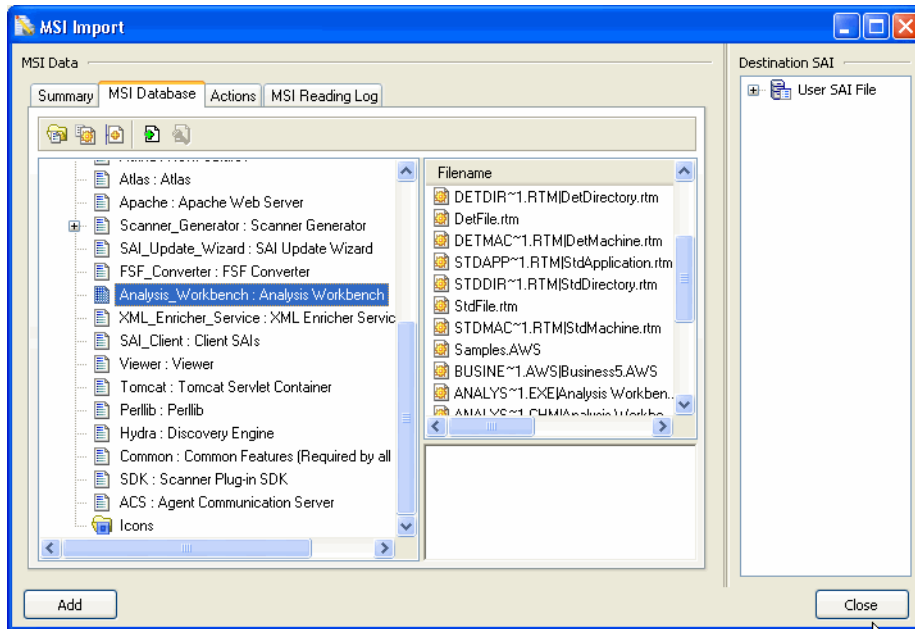 MSI Import
MSI Data
Destination SAI
Summary
MSI Database
Actions
MSI Reading Log
User SAI File
Atlas : Atlas
Apache : Apache Web Server
Scanner_Generator : Scanner Generator
SAI_Update_Wizard : SAI Update Wizard
FSF_Converter : FSF Converter
Analysis_Workbench : Analysis Workbench
XML_Enricher_Service : XML Enricher Servic
SAI_Client : Client SAIs
Viewer : Viewer
Tomcat : Tomcat Servlet Container
Perllib : Perllib
Hydra : Discovery Engine
Common : Common Features (Required by all
SDK : Scanner Plug-in SDK
ACS : Agent Communication Server
Icons
Filename
DETDIR~1.RTM|DetDirectory.rtm
DetFile.rtm
DETMAC~1.RTM|DetMachine.rtm
STDAPP~1.RTM|StdApplication.rtm
STDDIR~1.RTM|StdDirectory.rtm
StdFile.rtm
STDMAC~1.RTM|StdMachine.rtm
Samples.AWS
BUSINE~1.AWS|Business5.AWS
ANALYS~1.EXE|Analysis Workben..
ANALYS~1.CHM|Analysis Workbe
Add
Close